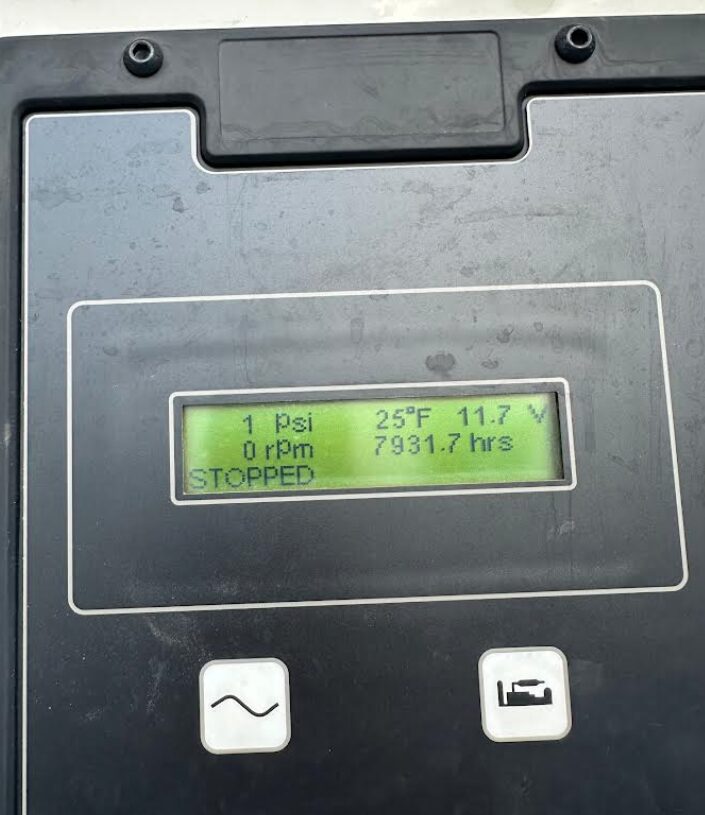 1 psi 25°F 11.7 V
0 rpm 7931.7 hrs
STOPPED